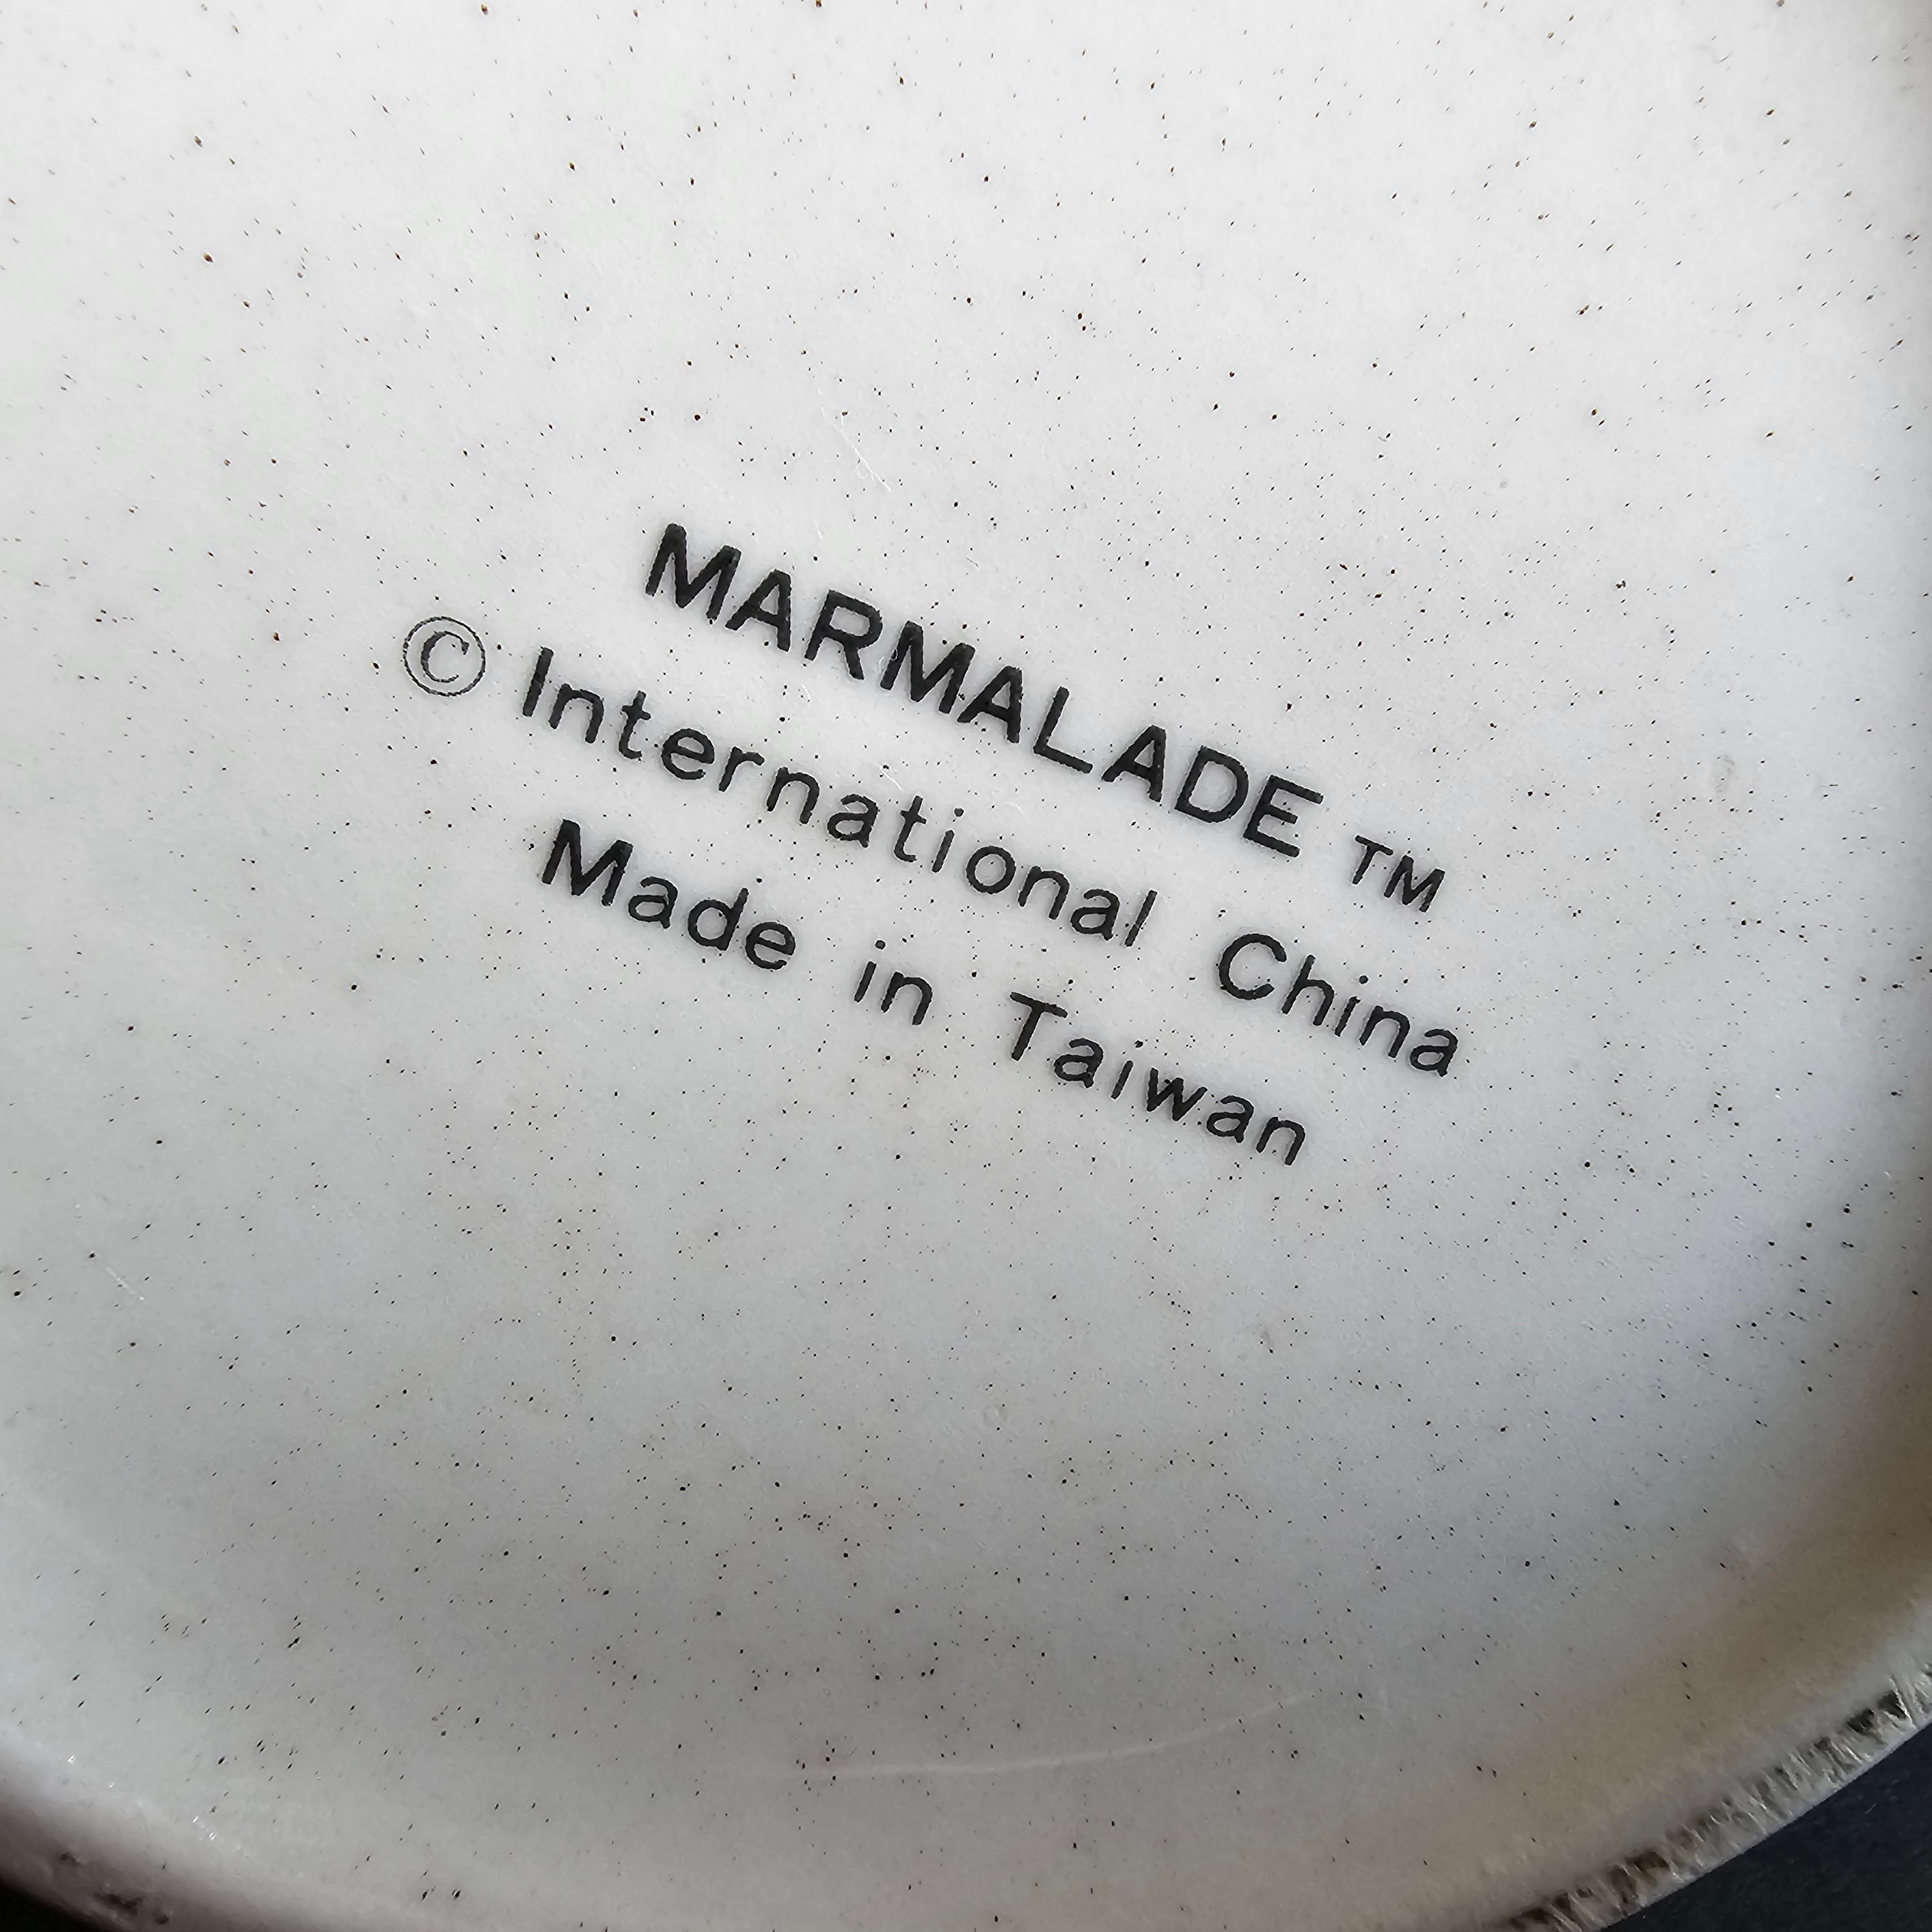 MARMALADE ™
© International China
Made in Taiwan